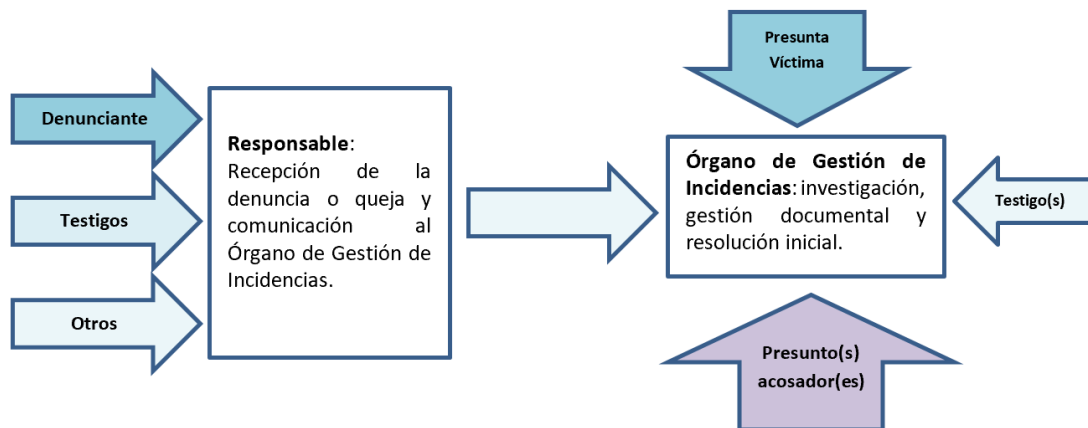 Denunciante
Testigos
Otros
Responsable:
Recepción de la
denuncia o queja y
comunicación al
Órgano de Gestión de
Incidencias.
Presunta
Víctima
Órgano de Gestión de
Incidencias: investigación,
gestión documental y
resolución inicial.
Testigo(s)
Presunto(s)
acosador(es)